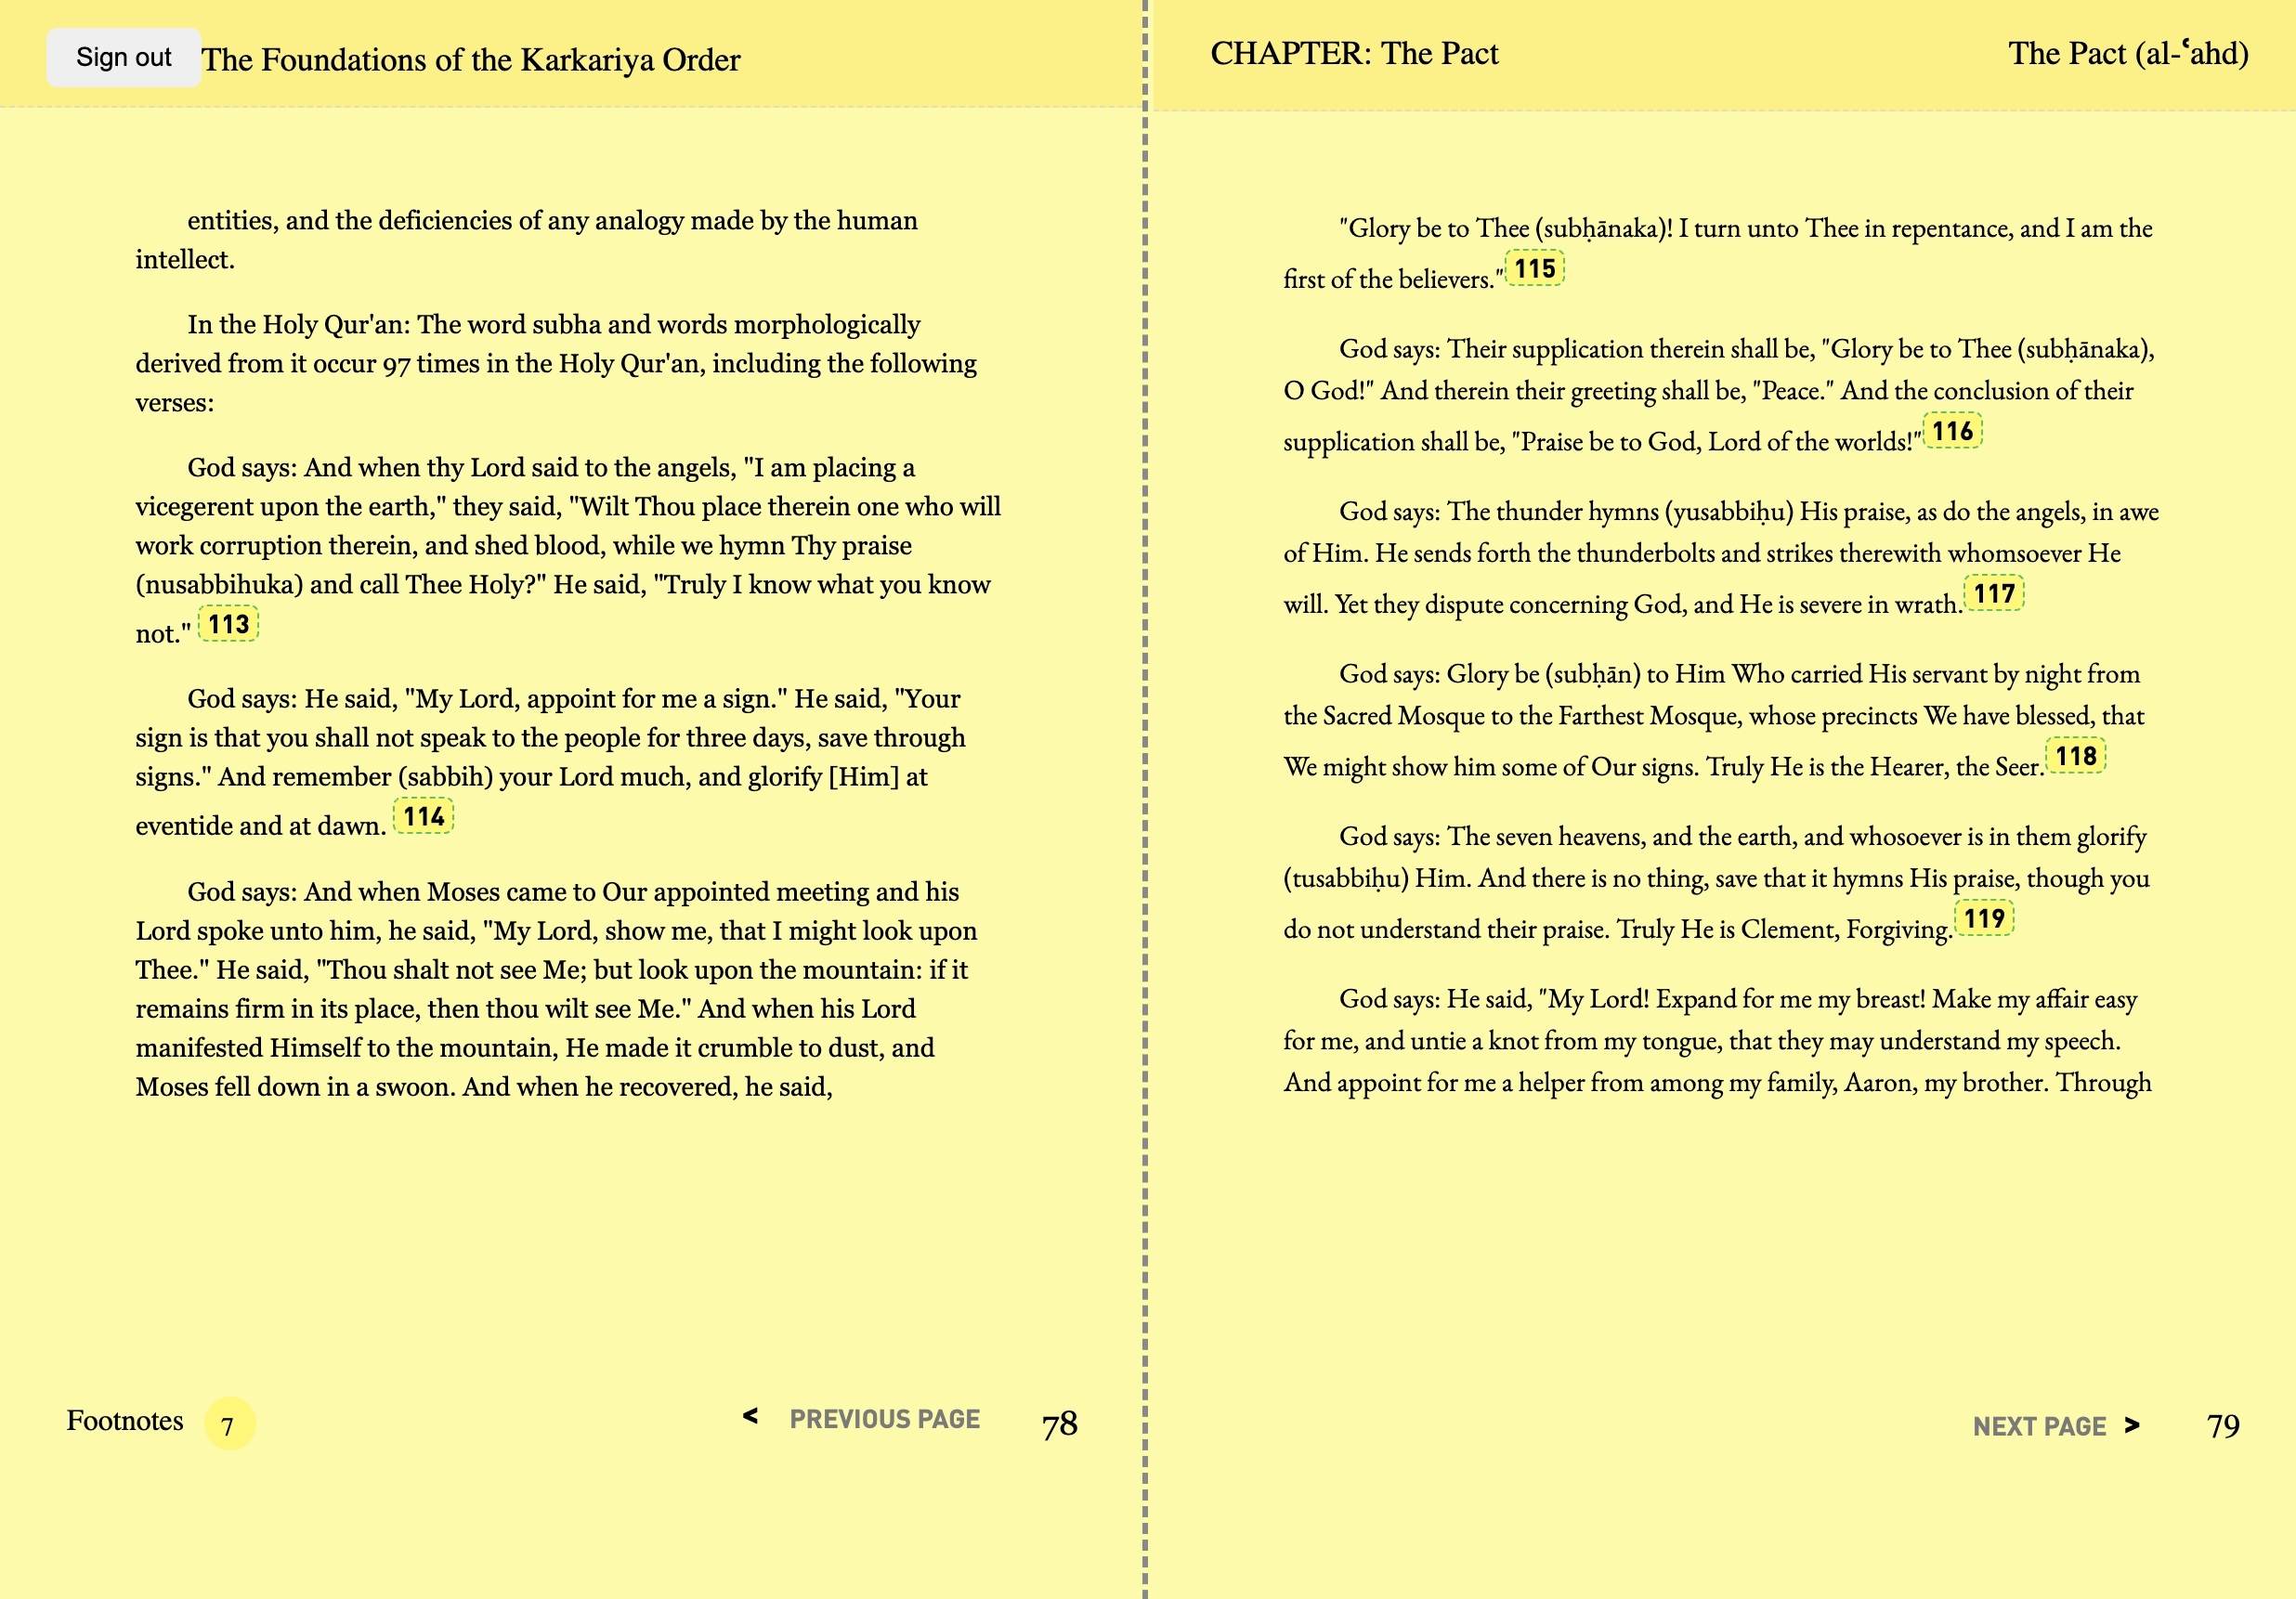 Sign out The Foundations of the Karkariya Order
entities, and the deficiencies of any analogy made by the human
intellect.
In the Holy Qur'an: The word subha and words morphologically
derived from it occur 97 times in the Holy Qur'an, including the following
verses:
God says: And when thy Lord said to the angels, "I am placing a
vicegerent upon the earth," they said, "Wilt Thou place therein one who will
work corruption therein, and shed blood, while we hymn Thy praise
(nusabbihuka) and call Thee Holy?" He said, "Truly I know what you know
not." 113
God says: He said, "My Lord, appoint for me a sign." He said, "Your
sign is that you shall not speak to the people for three days, save through
signs." And remember (sabbih) your Lord much, and glorify [Him] at
eventide and at dawn. 114
God says: And when Moses came to Our appointed meeting and his
Lord spoke unto him, he said, "My Lord, show me, that I might look upon
Thee." He said, "Thou shalt not see Me; but look upon the mountain: if it
remains firm in its place, then thou wilt see Me." And when his Lord
manifested Himself to the mountain, He made it crumble to dust, and
Moses fell down in a swoon. And when he recovered, he said,
Footnotes 7 < PREVIOUS PAGE 78
CHAPTER: The Pact The Pact (al-ʿahd)
"Glory be to Thee (subḥānaka)! I turn unto Thee in repentance, and I am the
first of the believers."115
God says: Their supplication therein shall be, "Glory be to Thee (subḥānaka),
O God!" And therein their greeting shall be, "Peace." And the conclusion of their
supplication shall be, "Praise be to God, Lord of the worlds!"116
God says: The thunder hymns (yusabbiḥu) His praise, as do the angels, in awe
of Him. He sends forth the thunderbolts and strikes therewith whomsoever He
will. Yet they dispute concerning God, and He is severe in wrath.117
God says: Glory be (subḥān) to Him Who carried His servant by night from
the Sacred Mosque to the Farthest Mosque, whose precincts We have blessed, that
We might show him some of Our signs. Truly He is the Hearer, the Seer.118
God says: The seven heavens, and the earth, and whosoever is in them glorify
(tusabbiḥu) Him. And there is no thing, save that it hymns His praise, though you
do not understand their praise. Truly He is Clement, Forgiving.119
God says: He said, "My Lord! Expand for me my breast! Make my affair easy
for me, and untie a knot from my tongue, that they may understand my speech.
And appoint for me a helper from among my family, Aaron, my brother. Through
NEXT PAGE > 79